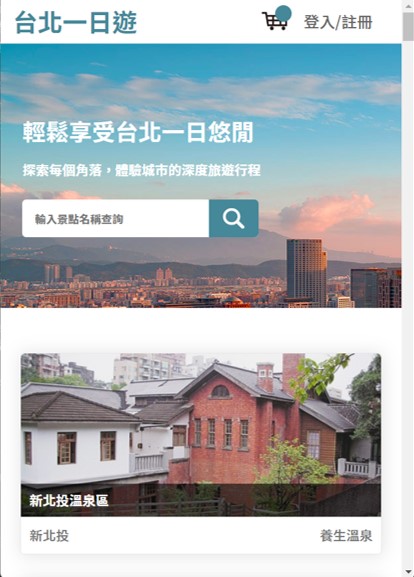 台北一日遊
登入/註冊
輕鬆享受台北一日悠閒
探索每個角落，體驗城市的深度旅遊行程
輸入景點名稱查詢
新北投溫泉區
新北投
養生溫泉